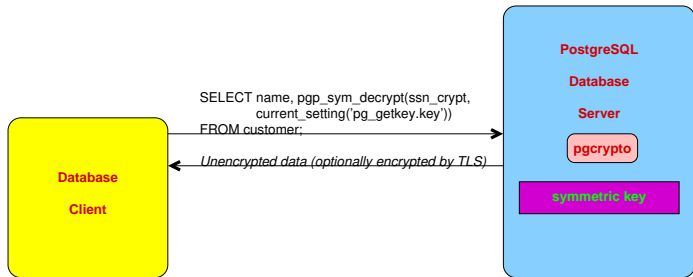 PostgreSQL
Database
Server
pgcrypto
symmetric key
SELECT name, pgp_sym_decrypt(ssn_crypt,
current_setting('pg_getkey.key'))
FROM customer;
Unencrypted data (optionally encrypted by TLS)
Database
Client